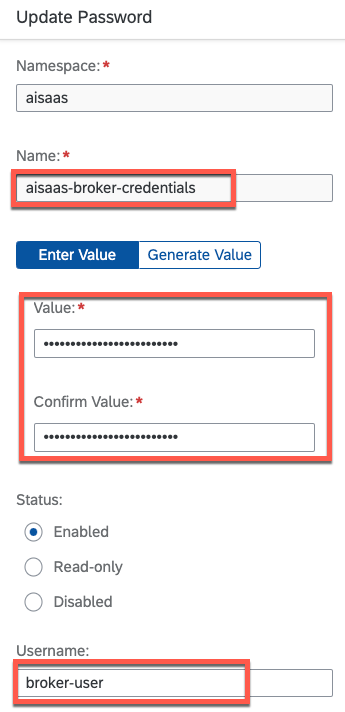 Update Password
Namespace:*
aisaas
Name:*
aisaas-broker-credentials
Enter Value Generate Value
Value:*
•••••••••••••••••••••••••
Confirm Value:*
•••••••••••••••••••••••••
Status:
Enabled
Read-only
Disabled
Username:
broker-user